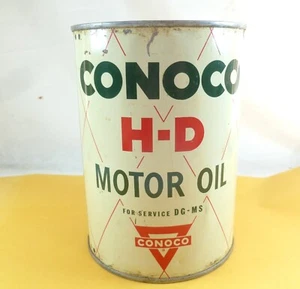 CONOCO
H-D
MOTOR OIL
FOR SERVICE DG-MS
CONOCO